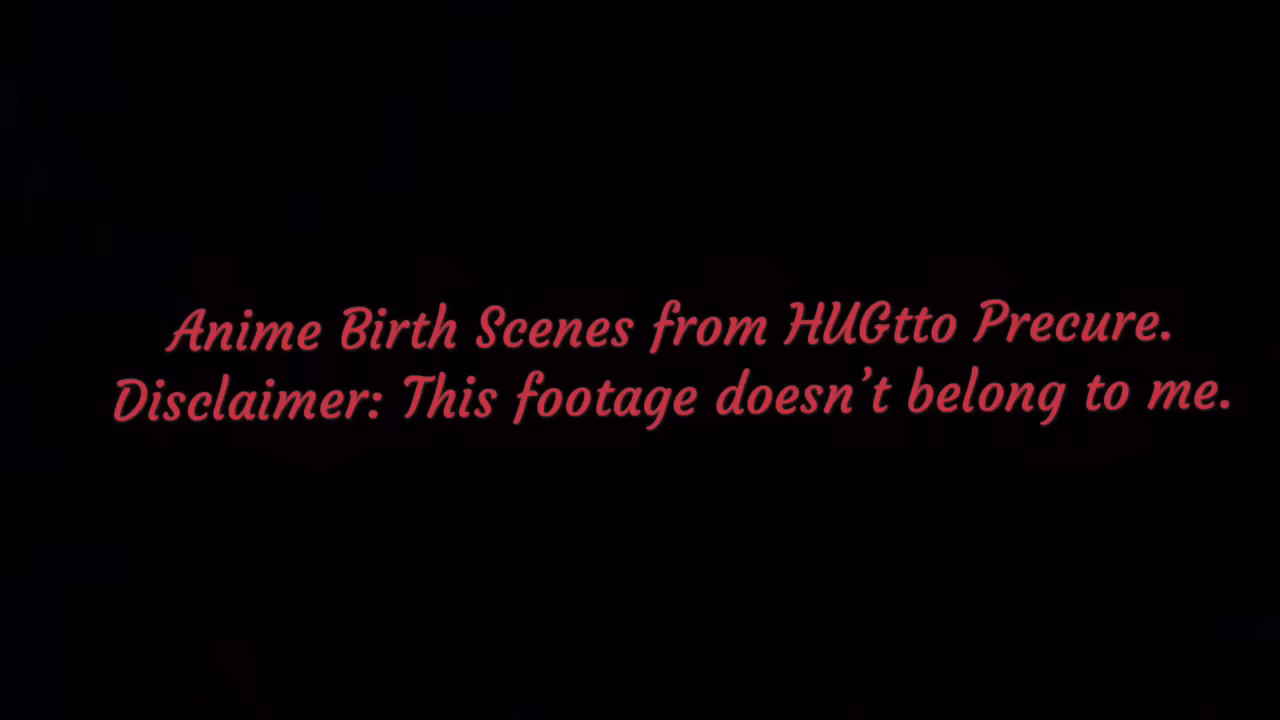 Anime Birth Scenes from HUGtto Precure.
Disclaimer: This footage doesn't belong to me.